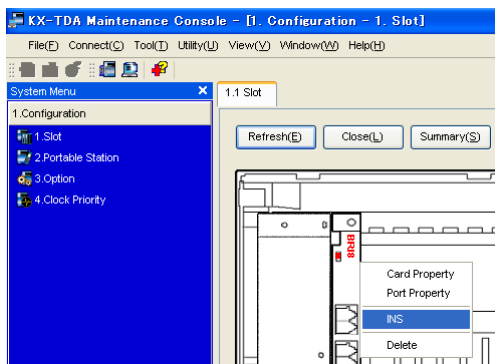 KX-TDA Maintenance Console - [1. Configuration - 1. Slot]
File(F) Connect(C) Tool(T) Utility(U) View(V) Window(W) Help(H)
System Menu
1.1 Slot
1.Configuration
1.Slot
2.Portable Station
3.Option
4.Clock Priority
Refresh(E) Close(L) Summary(S)
BRI8
Card Property
Port Property
INS
Delete